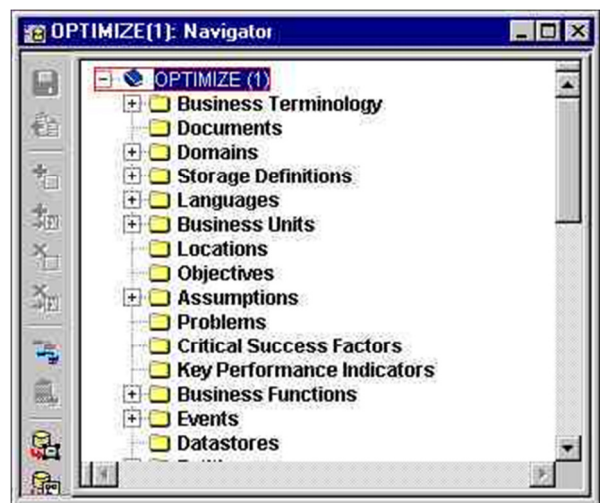 OPTIMIZE(1): Navigator
OPTIMIZE (1)
Business Terminology
Documents
Domains
Storage Definitions
Languages
Business Units
Locations
Objectives
Assumptions
Problems
Critical Success Factors
Key Performance Indicators
Business Functions
Events
Datastores